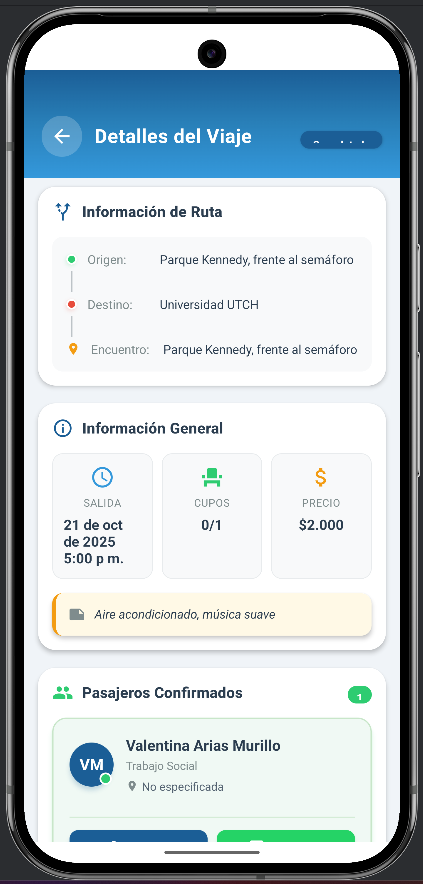 Detalles del Viaje
Información de Ruta
Origen: Parque Kennedy, frente al semáforo
Destino: Universidad UTCH
Encuentro: Parque Kennedy, frente al semáforo
Información General
SALIDA CUPOS PRECIO
21 de oct 0/1 $2.000
de 2025
5:00 p m.
Aire acondicionado, música suave
Pasajeros Confirmados 1
VM Valentina Arias Murillo
Trabajo Social
No especificada